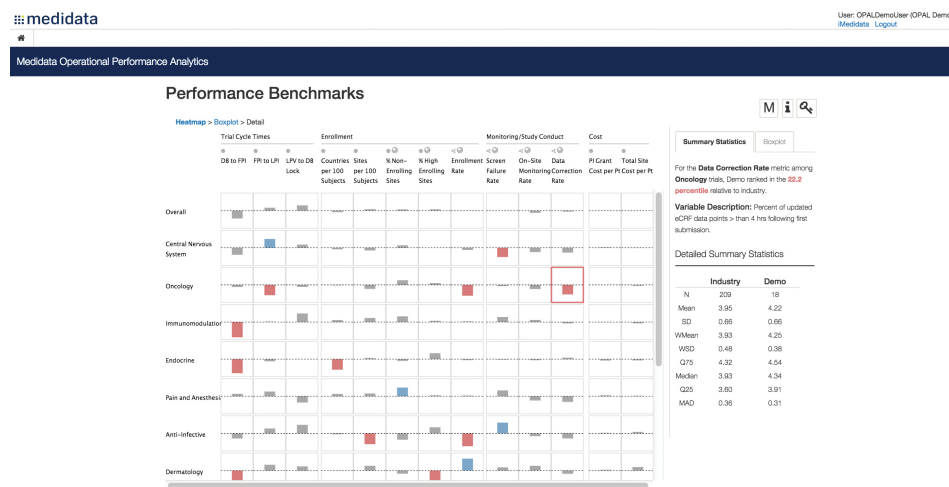 medidata
User: OPALDemoUser (OPAL Demo
iMedidata Logout
Medidata Operational Performance Analytics
Performance Benchmarks
M i
Heatmap > Boxplot > Detail
Trial Cycle Times
Enrollment
Monitoring/Study Conduct
Cost
DB to FPI
FPI to LPI
LPV to DB Lock
Countries per 100 Subjects
Sites per 100 Subjects
% Non-Enrolling Sites
% High Enrolling Sites
Enrollment Rate
Screen Failure Rate
On-Site Monitoring Rate
Data Correction Rate
PI Grant Cost per Pt
Total Site Cost per Pt
Overall
Central Nervous System
Oncology
Immunomodulation
Endocrine
Pain and Anesthesi
Anti-Infective
Dermatology
Summary Statistics
Boxplot
For the Data Correction Rate metric among
Oncology trials, Demo ranked in the 22.2
percentile relative to industry.
Variable Description: Percent of updated
eCRF data points > than 4 hrs following first
submission.
Detailed Summary Statistics
Industry Demo
N 209 18
Mean 3.95 4.22
SD 0.66 0.66
WMean 3.93 4.25
WSD 0.48 0.38
Q75 4.32 4.54
Median 3.93 4.34
Q25 3.60 3.91
MAD 0.36 0.31